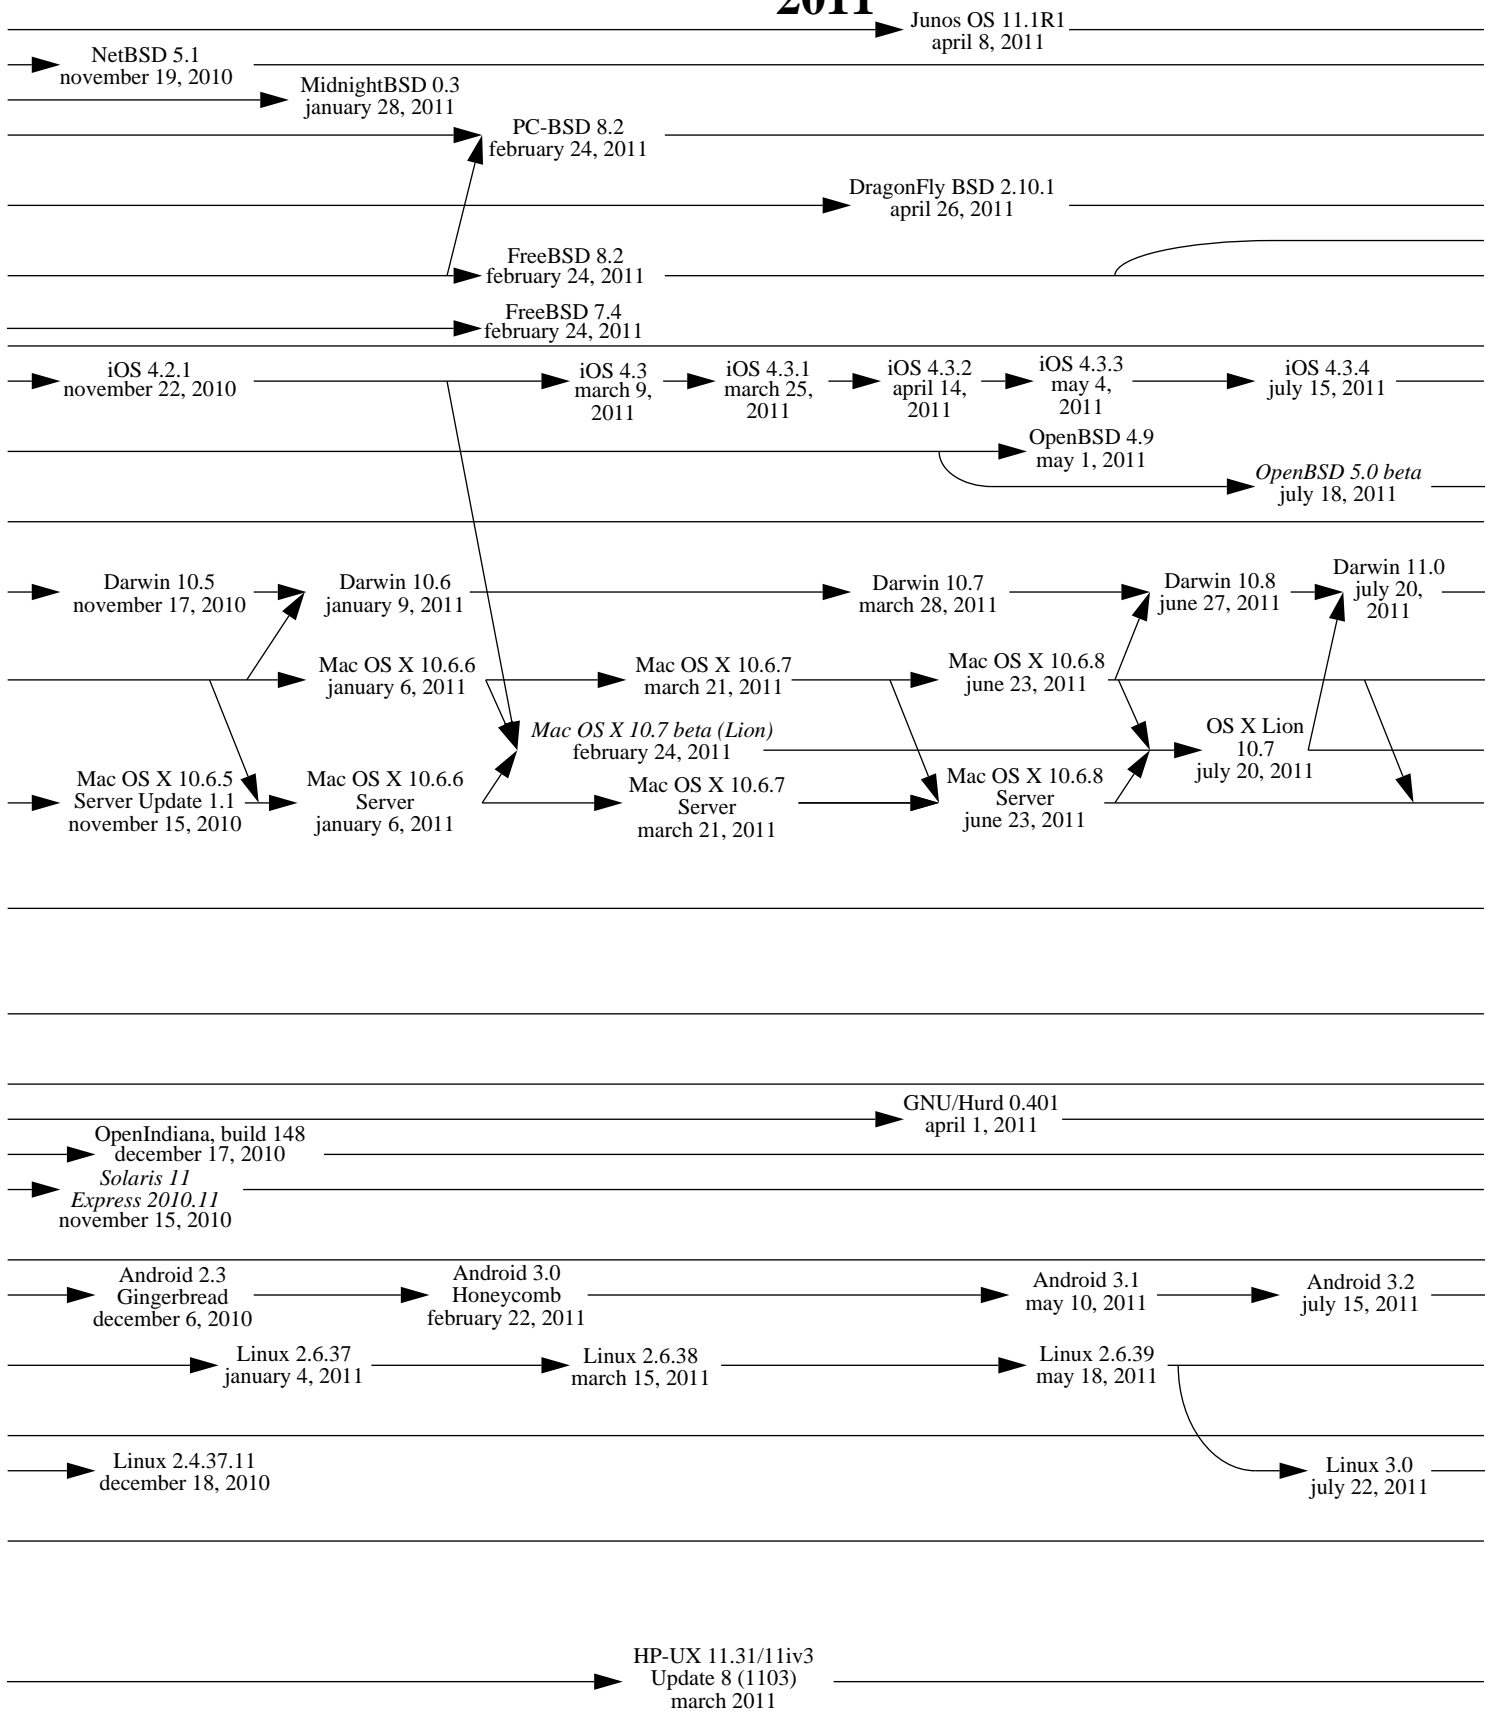 2011
Junos OS 11.1R1
april 8, 2011
NetBSD 5.1
november 19, 2010
MidnightBSD 0.3
january 28, 2011
PC-BSD 8.2
february 24, 2011
DragonFly BSD 2.10.1
april 26, 2011
FreeBSD 8.2
february 24, 2011
FreeBSD 7.4
february 24, 2011
iOS 4.2.1
november 22, 2010
iOS 4.3
march 9,
2011
iOS 4.3.1
march 25,
2011
iOS 4.3.2
april 14,
2011
iOS 4.3.3
may 4,
2011
iOS 4.3.4
july 15, 2011
OpenBSD 4.9
may 1, 2011
OpenBSD 5.0 beta
july 18, 2011
Darwin 10.5
november 17, 2010
Darwin 10.6
january 9, 2011
Darwin 10.7
march 28, 2011
Darwin 10.8
june 27, 2011
Darwin 11.0
july 20,
2011
Mac OS X 10.6.6
january 6, 2011
Mac OS X 10.6.7
march 21, 2011
Mac OS X 10.6.8
june 23, 2011
Mac OS X 10.7 beta (Lion)
february 24, 2011
OS X Lion
10.7
july 20, 2011
Mac OS X 10.6.5
Server Update 1.1
november 15, 2010
Mac OS X 10.6.6
Server
january 6, 2011
Mac OS X 10.6.7
Server
march 21, 2011
Mac OS X 10.6.8
Server
june 23, 2011
GNU/Hurd 0.401
april 1, 2011
OpenIndiana, build 148
december 17, 2010
Solaris 11
Express 2010.11
november 15, 2010
Android 2.3
Gingerbread
december 6, 2010
Android 3.0
Honeycomb
february 22, 2011
Android 3.1
may 10, 2011
Android 3.2
july 15, 2011
Linux 2.6.37
january 4, 2011
Linux 2.6.38
march 15, 2011
Linux 2.6.39
may 18, 2011
Linux 2.4.37.11
december 18, 2010
Linux 3.0
july 22, 2011
HP-UX 11.31/11iv3
Update 8 (1103)
march 2011